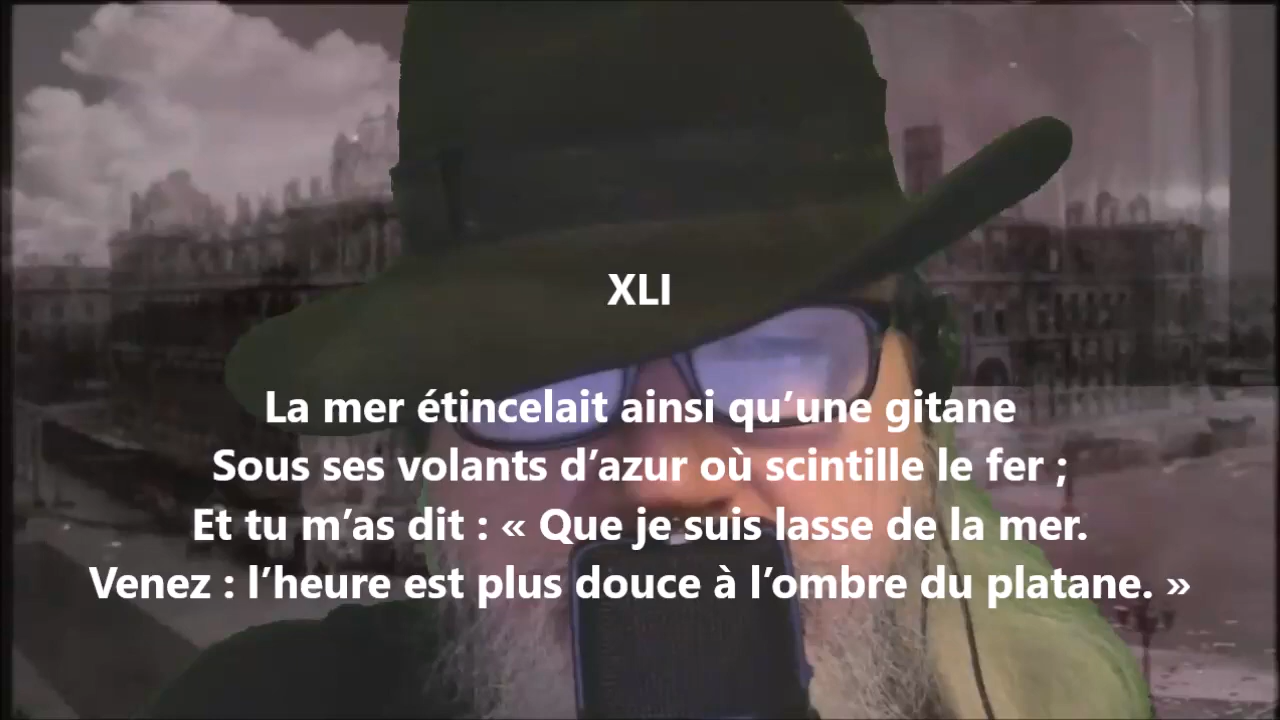 XLI
La mer étincelait ainsi qu’une gitane
Sous ses volants d’azur où scintille le fer ;
Et tu m’as dit : « Que je suis lasse de la mer.
Venez : l’heure est plus douce à l’ombre du platane. »